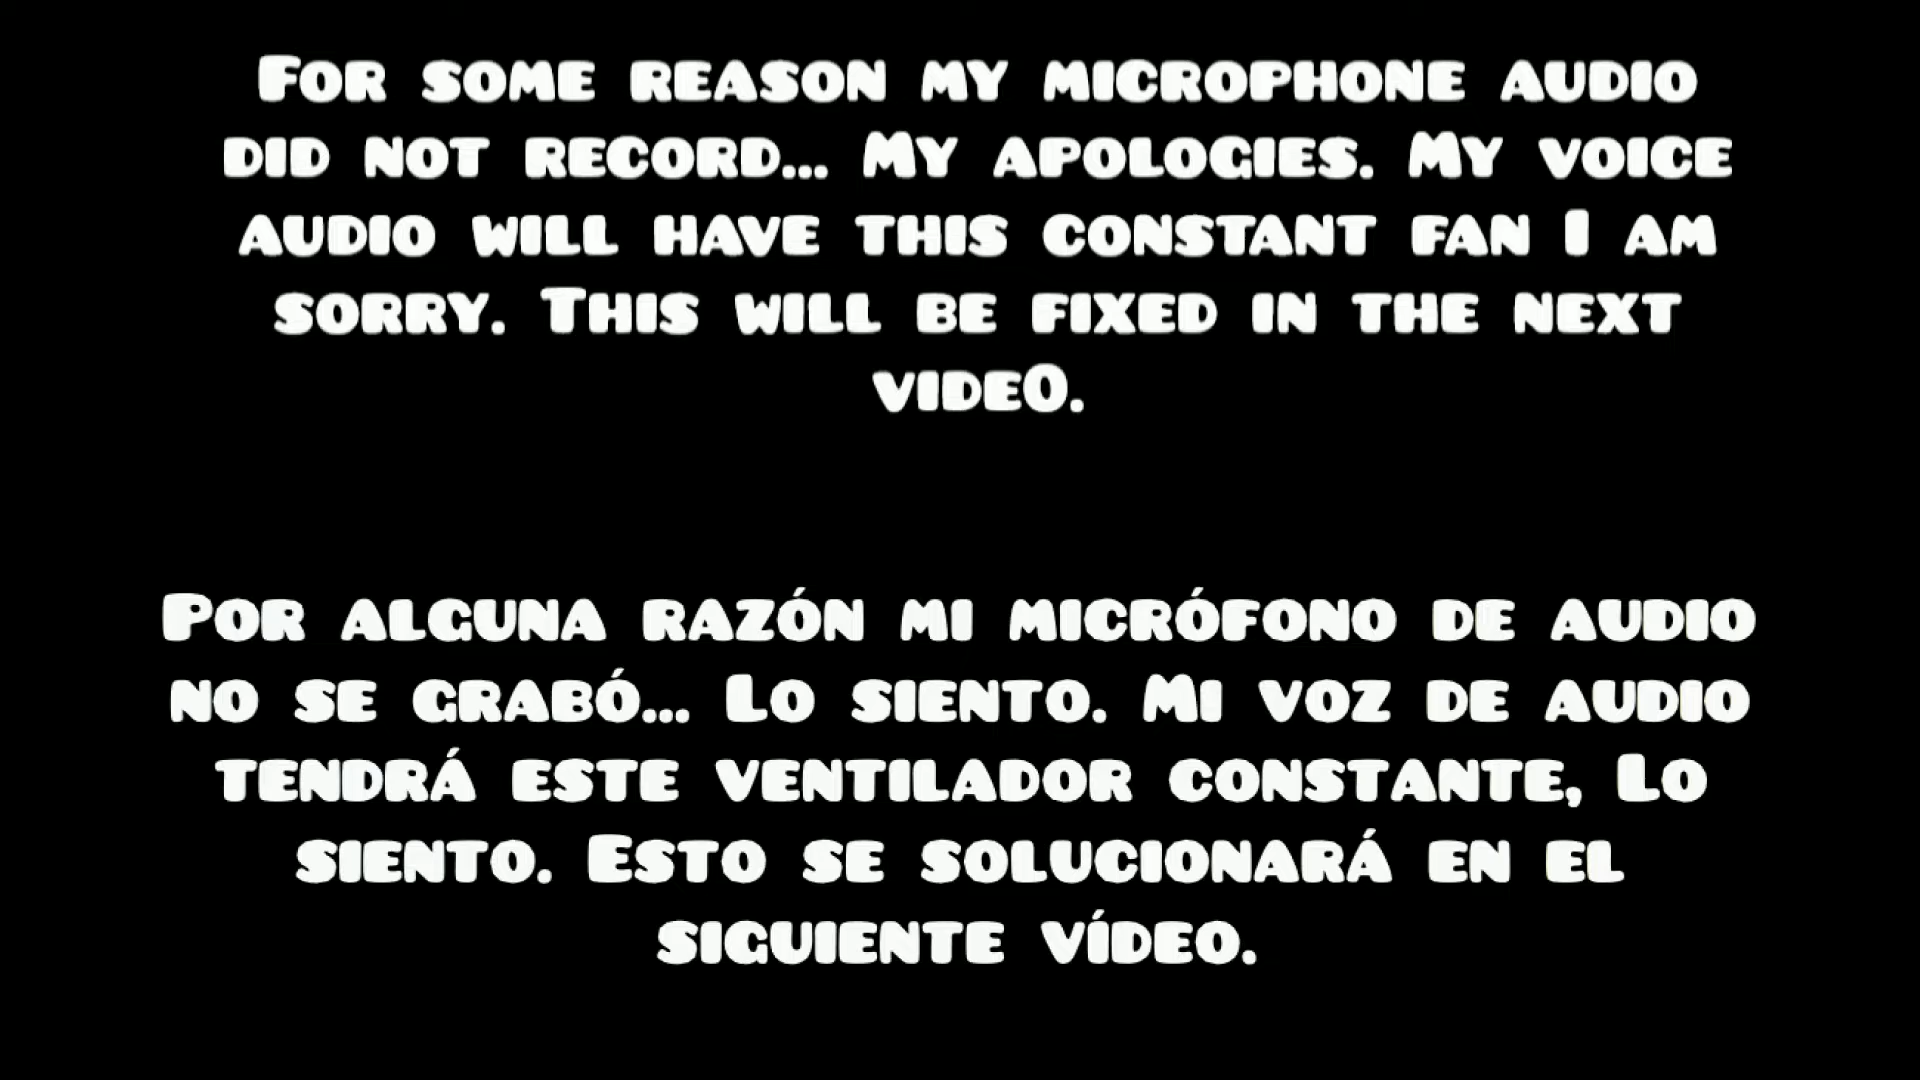 For some reason my microphone audio
did not record... My apologies. My voice
audio will have this constant fan I am
sorry. This will be fixed in the next
videO.
Por alguna razón mi micrófono de audio
no se grabó... Lo siento. Mi voz de audio
tendrá este ventilador constante, Lo
siento. Esto se solucionará en el
siguiente vídeo.